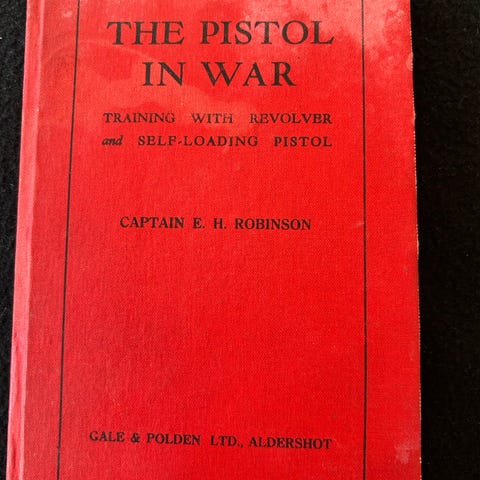 THE PISTOL
IN WAR
TRAINING WITH REVOLVER
and SELF-LOADING PISTOL
CAPTAIN E. H. ROBINSON
GALE & POLDEN LTD., ALDERSHOT